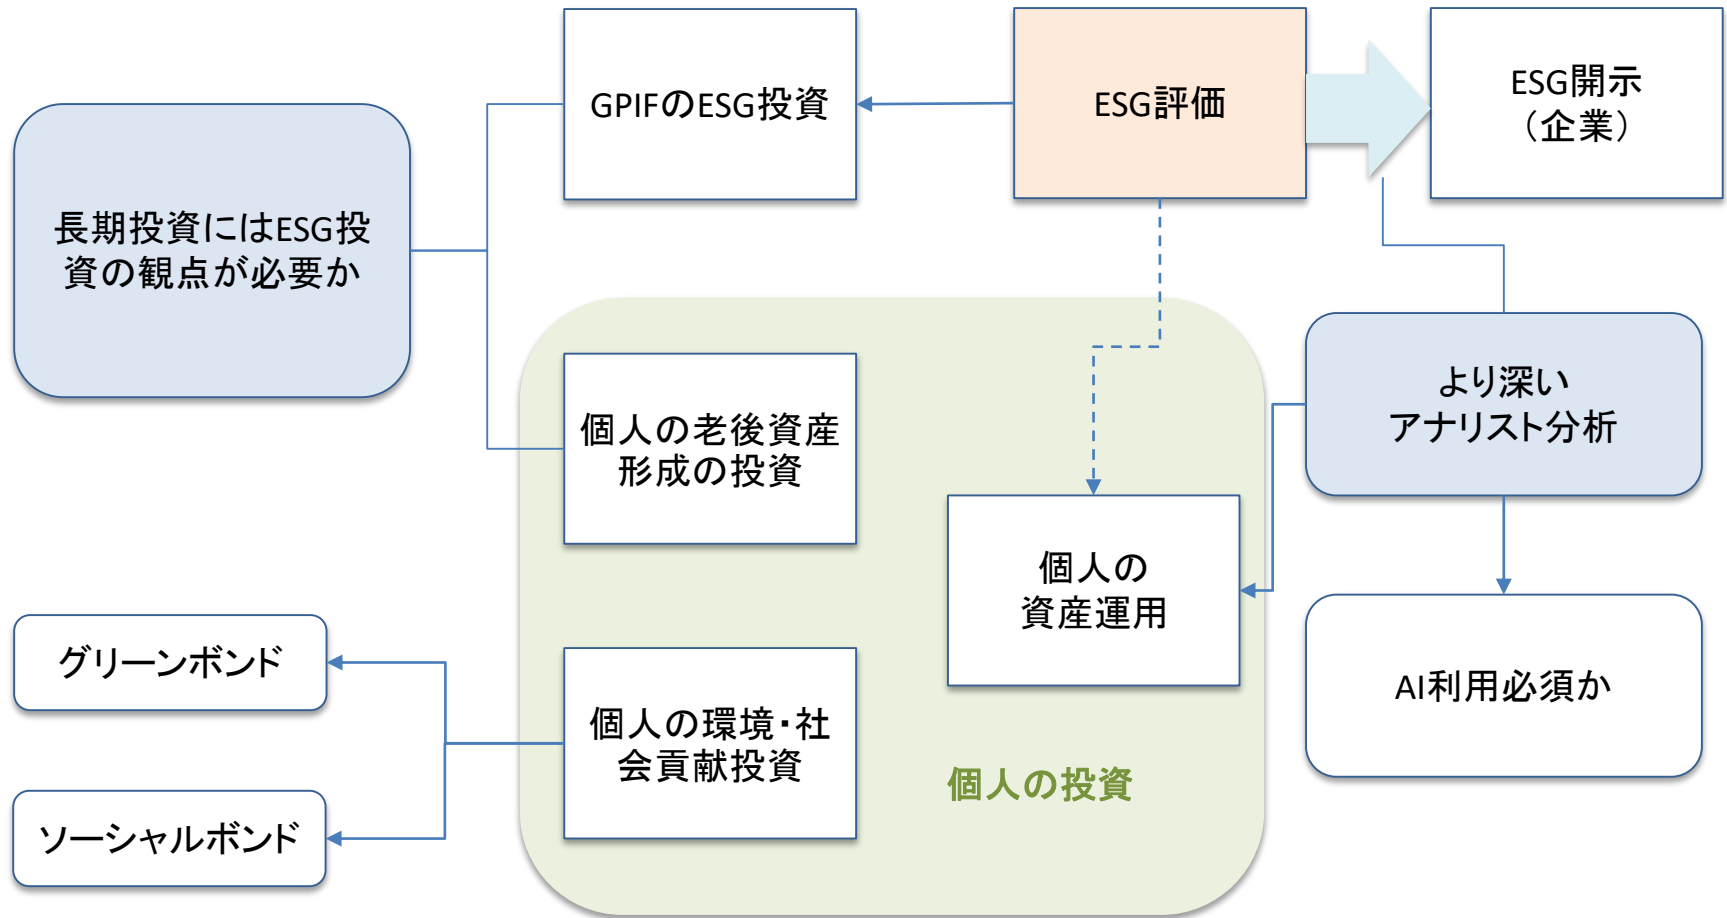 GPIFのESG投資
ESG評価
ESG開示
（企業）
長期投資にはESG投
資の観点が必要か
個人の老後資産
形成の投資
より深い
アナリスト分析
個人の
資産運用
グリーンボンド
個人の環境・社
会貢献投資
AI利用必須か
個人の投資
ソーシャルボンド